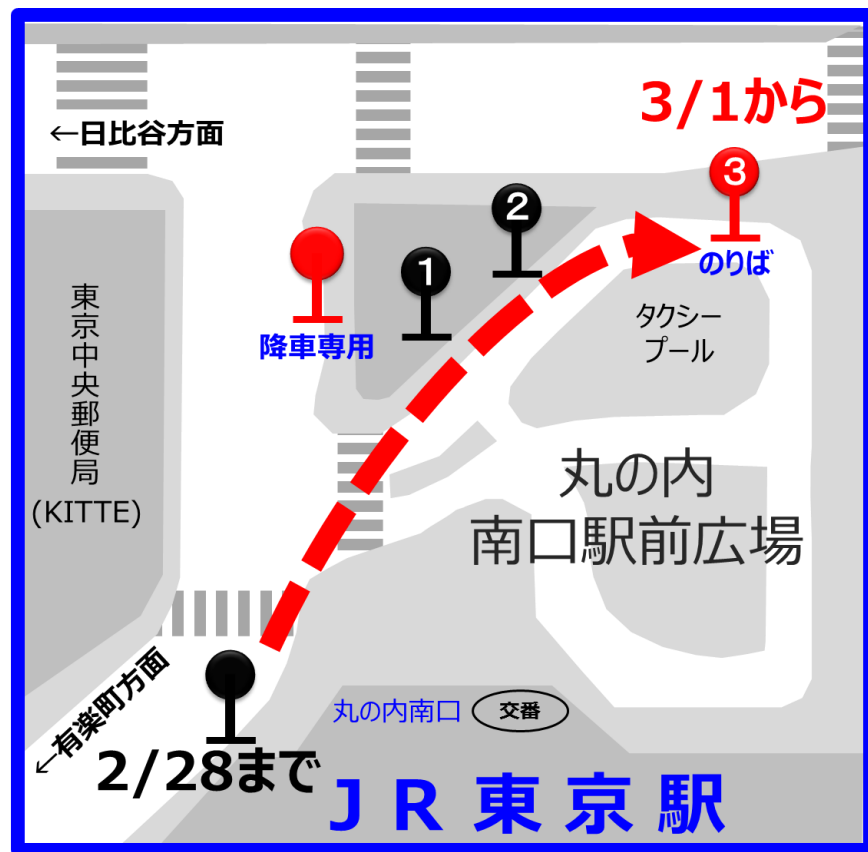 3/1から
←日比谷方面
3
2
1
のりば
降車専用
タクシー
プール
東京中央郵便局
(KITTE)
丸の内
南口駅前広場
←有楽町方面
2/28まで
丸の内南口
交番
JR東京駅